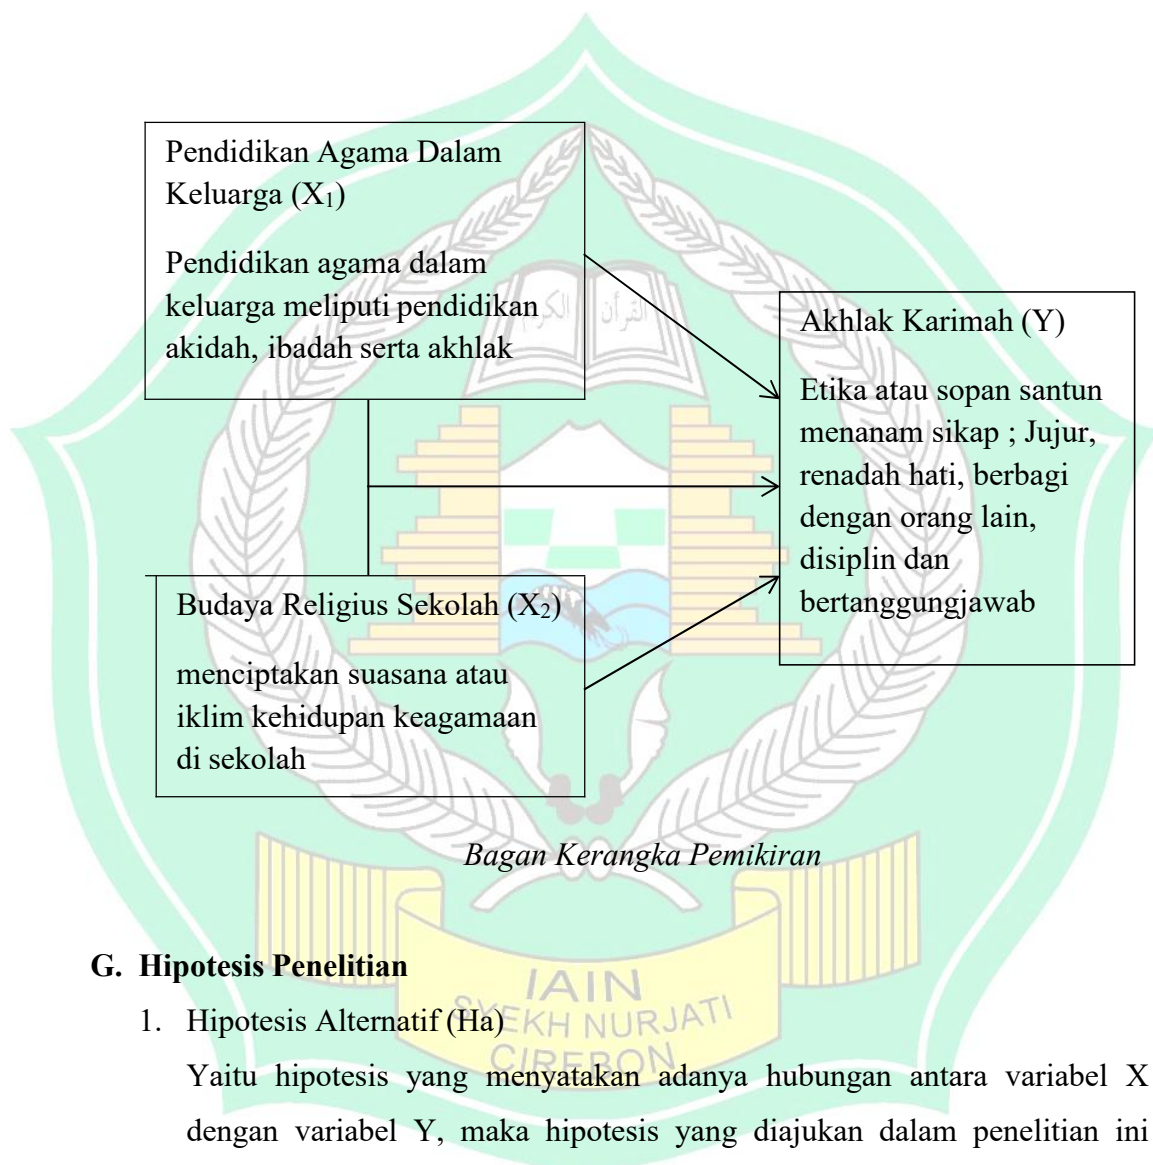 Pendidikan Agama Dalam
Keluarga (X₁)
Pendidikan agama dalam
keluarga meliputi pendidikan
akidah, ibadah serta akhlak
القرآن الكريم
Akhlak Karimah (Y)
Etika atau sopan santun
menanam sikap ; Jujur,
renadah hati, berbagi
dengan orang lain,
disiplin dan
bertanggungjawab
Budaya Religius Sekolah (X₂)
menciptakan suasana atau
iklim kehidupan keagamaan
di sekolah
Bagan Kerangka Pemikiran
G. Hipotesis Penelitian
IAIN
SYEKH NURJATI
CIREBON
1. Hipotesis Alternatif (Ha)
Yaitu hipotesis yang menyatakan adanya hubungan antara variabel X
dengan variabel Y, maka hipotesis yang diajukan dalam penelitian ini